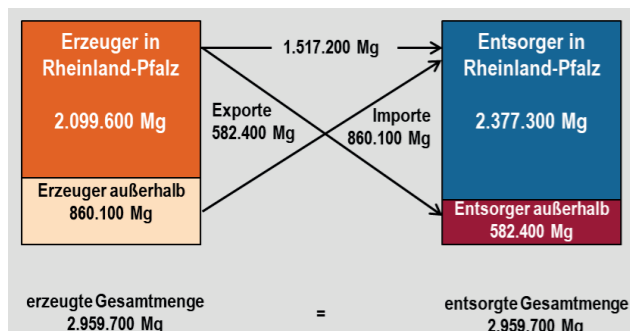 Erzeuger in
Rheinland-Pfalz
2.099.600 Mg
Erzeuger außerhalb
860.100 Mg
1.517.200 Mg
Exporte
582.400 Mg
Importe
860.100 Mg
Entsorger in
Rheinland-Pfalz
2.377.300 Mg
Entsorger außerhalb
582.400 Mg
erzeugte Gesamtmenge
2.959.700 Mg
=
entsorgte Gesamtmenge
2.959.700 Mg